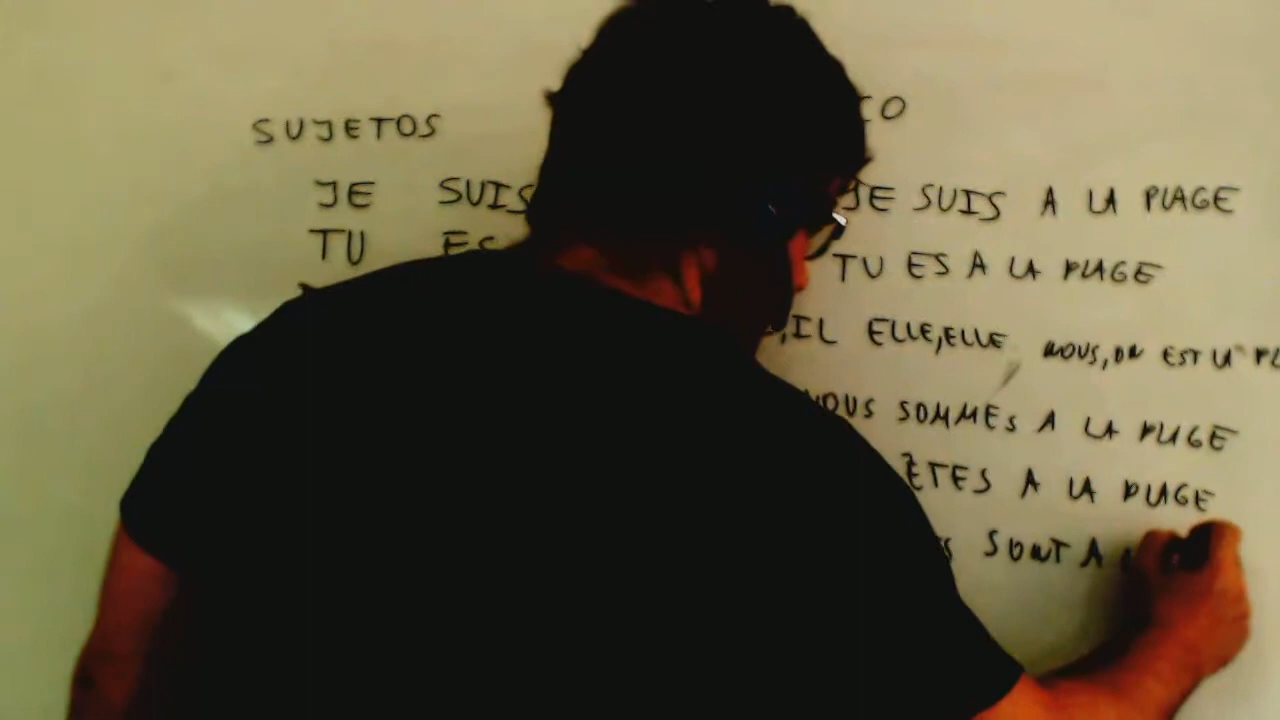 SUJETOS
JE SUIS JE SUIS A LA PLAGE
TU ES TU ES A LA PLAGE
,IL ELLE,ELLE NOUS,ON EST LA PL
NOUS SOMMES A LA PLAGE
ÊTES A LA PLAGE
SONT A